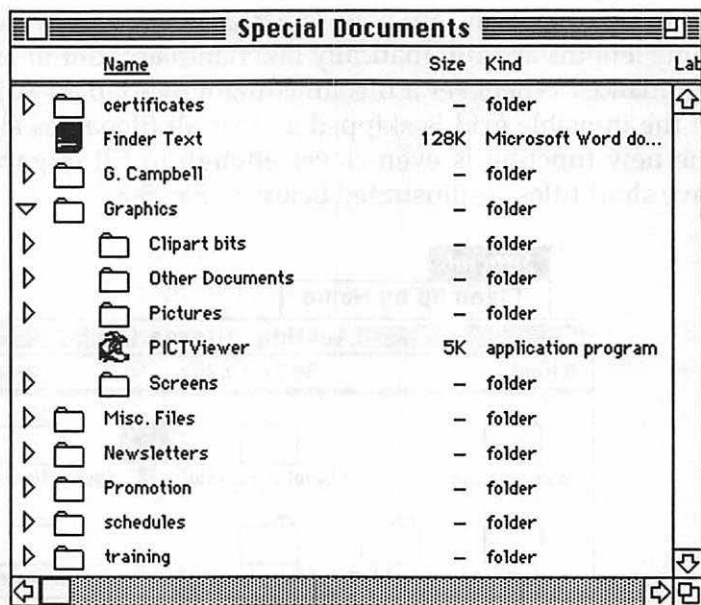 Special Documents
Name Size Kind Lab
certificates – folder
Finder Text 128K Microsoft Word do...
G. Campbell – folder
Graphics – folder
Clipart bits – folder
Other Documents – folder
Pictures – folder
PICTViewer 5K application program
Screens – folder
Misc. Files – folder
Newsletters – folder
Promotion – folder
schedules – folder
training – folder